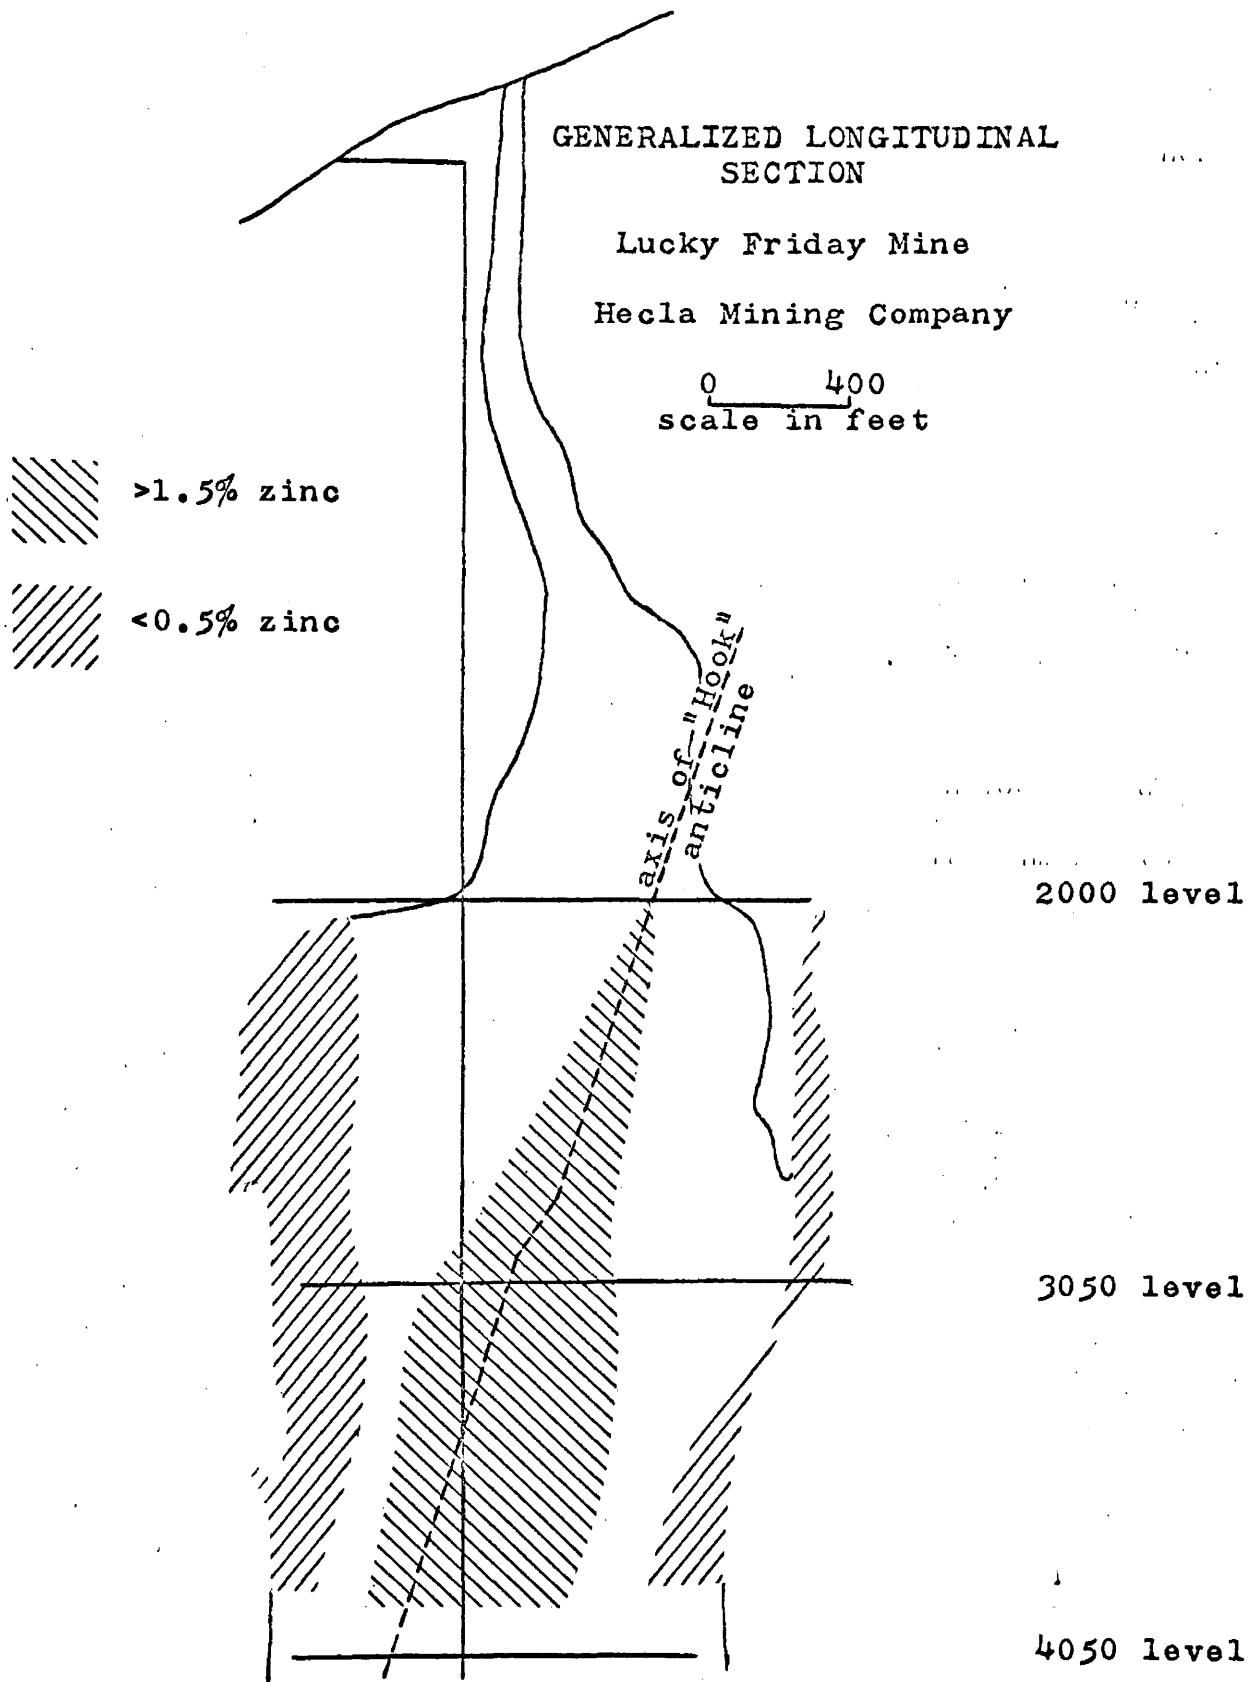 GENERALIZED LONGITUDINAL
SECTION
Lucky Friday Mine
Hecla Mining Company
0 400
scale in feet
>1.5% zinc
<0.5% zinc
axis of "Hook"
anticline
2000 level
3050 level
4050 level